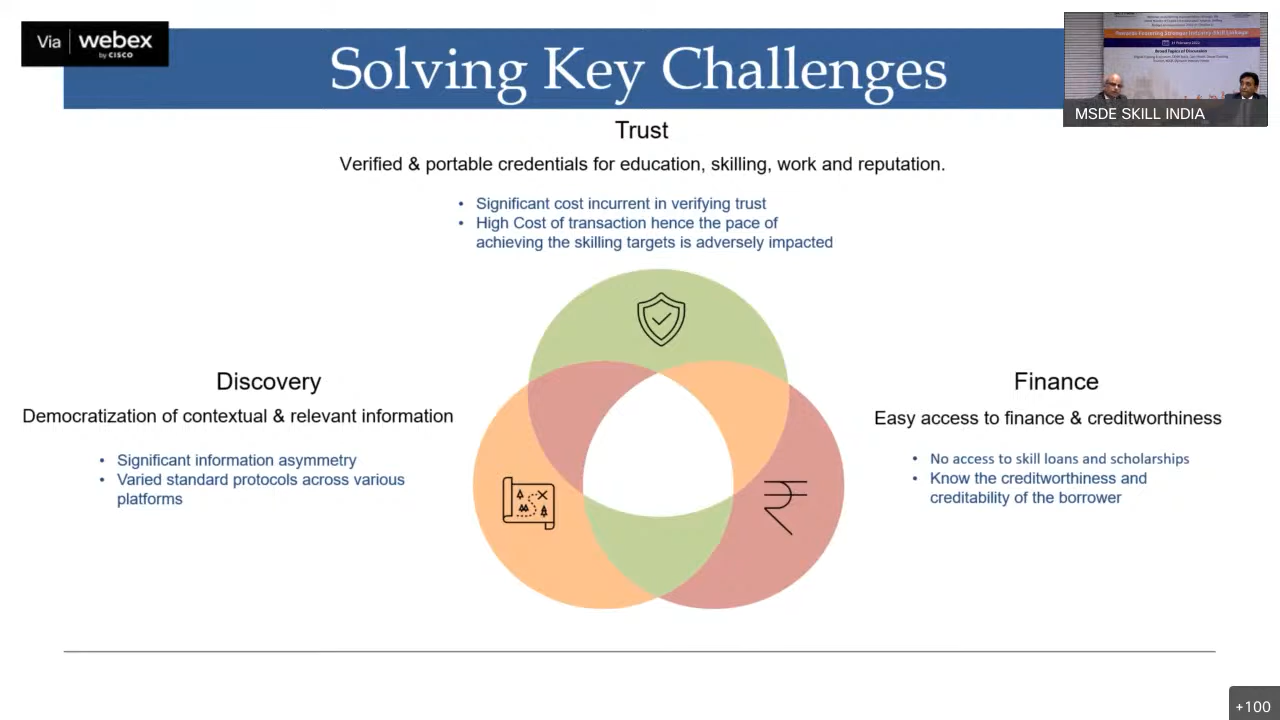 Via webex
by CISCO
Solving Key Challenges
MSDE SKILL INDIA
Trust
Verified & portable credentials for education, skilling, work and reputation.
• Significant cost incurrent in verifying trust
• High Cost of transaction hence the pace of
achieving the skilling targets is adversely impacted
Discovery
Democratization of contextual & relevant information
• Significant information asymmetry
• Varied standard protocols across various
platforms
Finance
Easy access to finance & creditworthiness
• No access to skill loans and scholarships
• Know the creditworthiness and
creditability of the borrower
+100